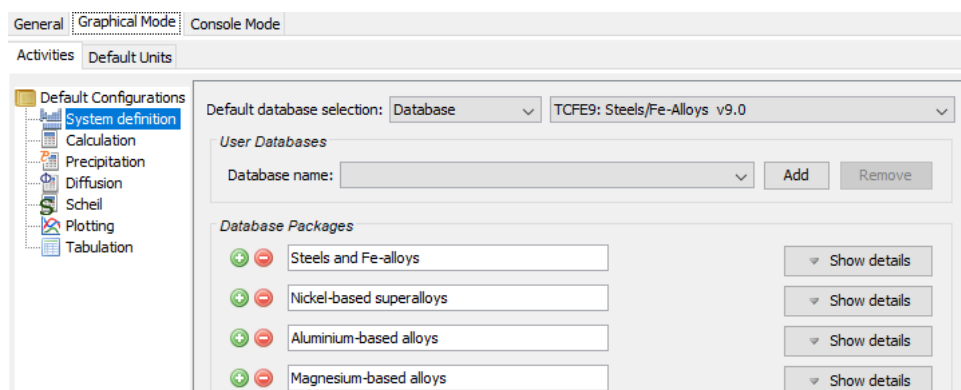 General Graphical Mode Console Mode
Activities Default Units
Default Configurations
System definition
Calculation
Precipitation
Diffusion
Scheil
Plotting
Tabulation
Default database selection: Database TCFE9: Steels/Fe-Alloys v9.0
User Databases
Database name: Add Remove
Database Packages
Steels and Fe-alloys Show details
Nickel-based superalloys Show details
Aluminium-based alloys Show details
Magnesium-based alloys Show details